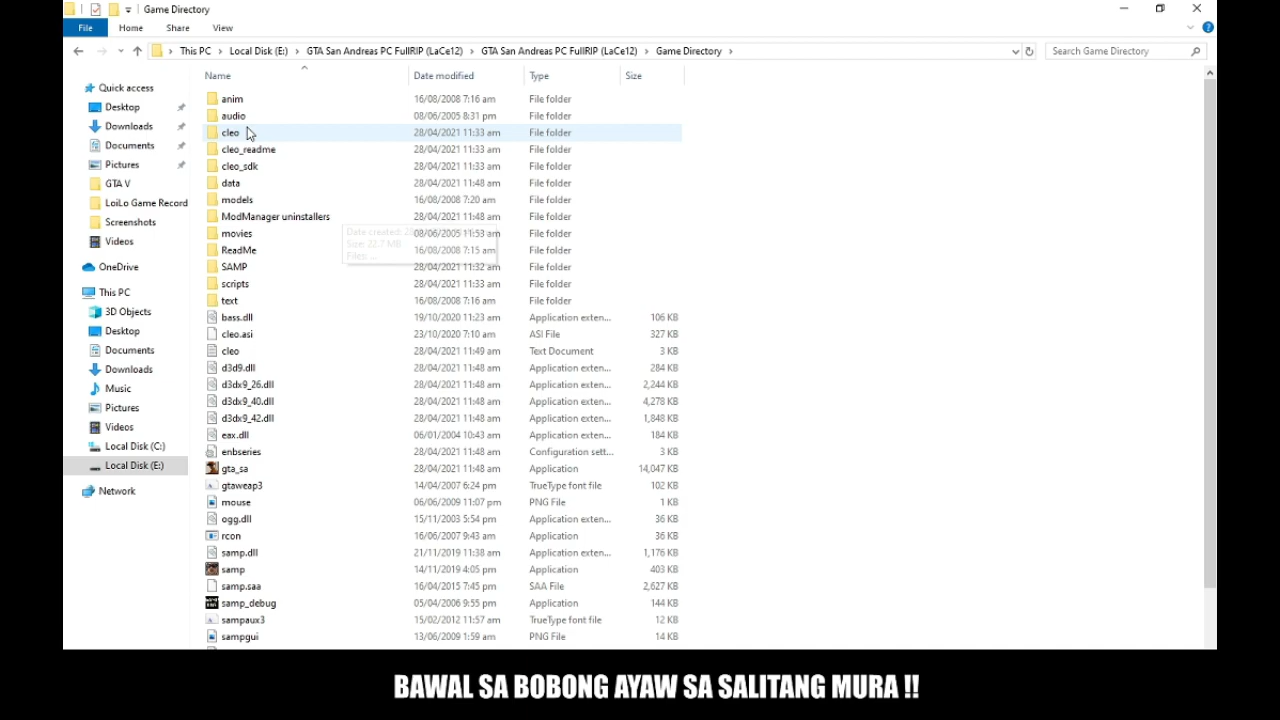 Game Directory
File Home Share View
This PC Local Disk (E:) GTA San Andreas PC FullRIP (LaCe12) GTA San Andreas PC FullRIP (LaCe12) Game Directory Search Game Directory
Name Date modified Type Size
Quick access
Desktop
Downloads
Documents
Pictures
GTA V
LoiLo Game Record
Screenshots
Videos
OneDrive
This PC
3D Objects
Desktop
Documents
Downloads
Music
Pictures
Videos
Local Disk (C:)
Local Disk (E:)
Network
anim 16/08/2008 7:16 am File folder
audio 08/06/2005 8:31 pm File folder
cleo 28/04/2021 11:33 am File folder
cleo_readme 28/04/2021 11:33 am File folder
cleo_sdk 28/04/2021 11:33 am File folder
data 28/04/2021 11:48 am File folder
models 16/08/2008 7:20 am File folder
ModManager uninstallers 28/04/2021 11:48 am File folder
movies 08/06/2005 11:53 am File folder
ReadMe 16/08/2008 7:15 am File folder
SAMP 28/04/2021 11:32 am File folder
scripts 28/04/2021 11:33 am File folder
text 16/08/2008 7:16 am File folder
bass.dll 19/10/2020 11:23 am Application exten... 106 KB
cleo.asi 23/10/2020 7:10 am ASI File 327 KB
cleo 28/04/2021 11:49 am Text Document 3 KB
d3d9.dll 28/04/2021 11:48 am Application exten... 284 KB
d3dx9_26.dll 28/04/2021 11:48 am Application exten... 2,244 KB
d3dx9_40.dll 28/04/2021 11:48 am Application exten... 4,278 KB
d3dx9_42.dll 28/04/2021 11:48 am Application exten... 1,848 KB
eax.dll 06/01/2004 10:43 am Application exten... 184 KB
enbseries 28/04/2021 11:48 am Configuration sett... 3 KB
gta_sa 28/04/2021 11:48 am Application 14,047 KB
gtaweap3 14/04/2007 6:24 pm TrueType font file 102 KB
mouse 06/06/2009 11:07 pm PNG File 1 KB
ogg.dll 15/11/2003 5:54 pm Application exten... 36 KB
rcon 16/06/2007 9:43 am Application 36 KB
samp.dll 21/11/2019 11:38 am Application exten... 1,176 KB
samp 14/11/2019 4:05 pm Application 403 KB
samp.saa 16/04/2015 7:45 pm SAA File 2,627 KB
samp_debug 05/04/2006 9:55 pm Application 144 KB
sampaux3 15/02/2012 11:57 am TrueType font file 12 KB
sampgui 13/06/2009 1:59 am PNG File 14 KB
Size: 22.7 MB
BAWAL SA BOBONG AYAW SA SALITANG MURA !!